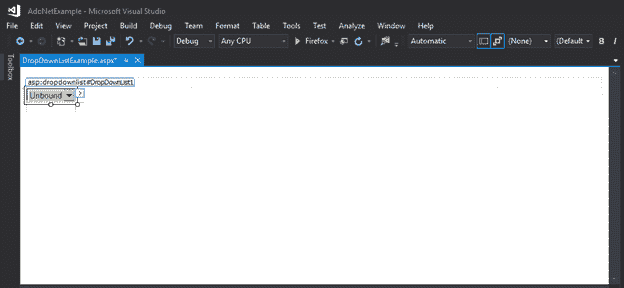 AdoNetExample - Microsoft Visual Studio
File Edit View Project Build Debug Team Format Table Tools Test Analyze Window Help
Debug Any CPU Firefox Automatic (None) (Default B I
Toolbox
DropDownListExample.aspx*
asp:dropdownlist#DropDownList1
Unbound